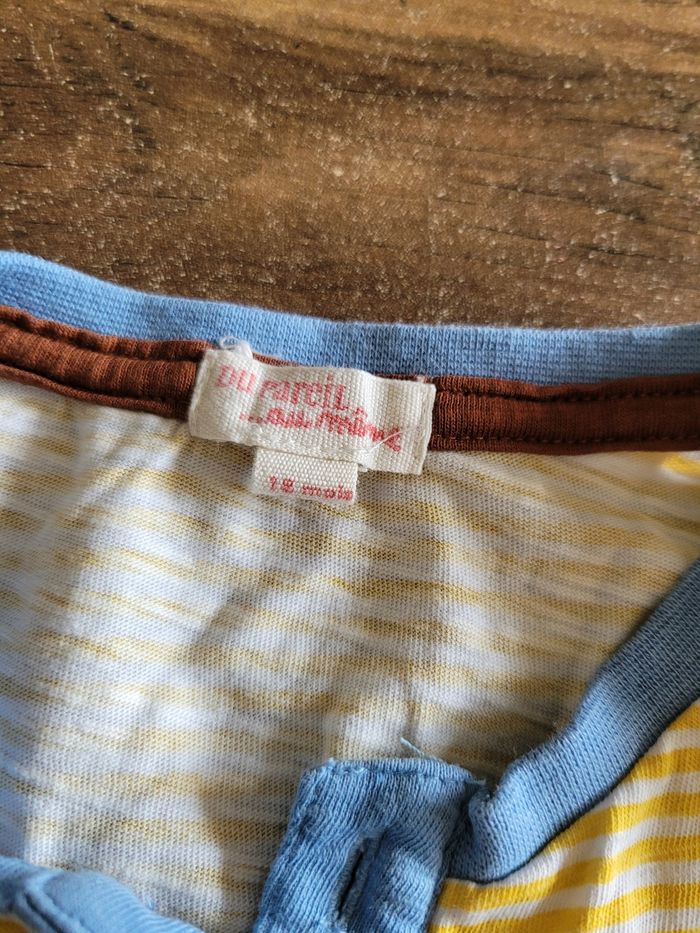 DU PAREIL
...au même
18 mois